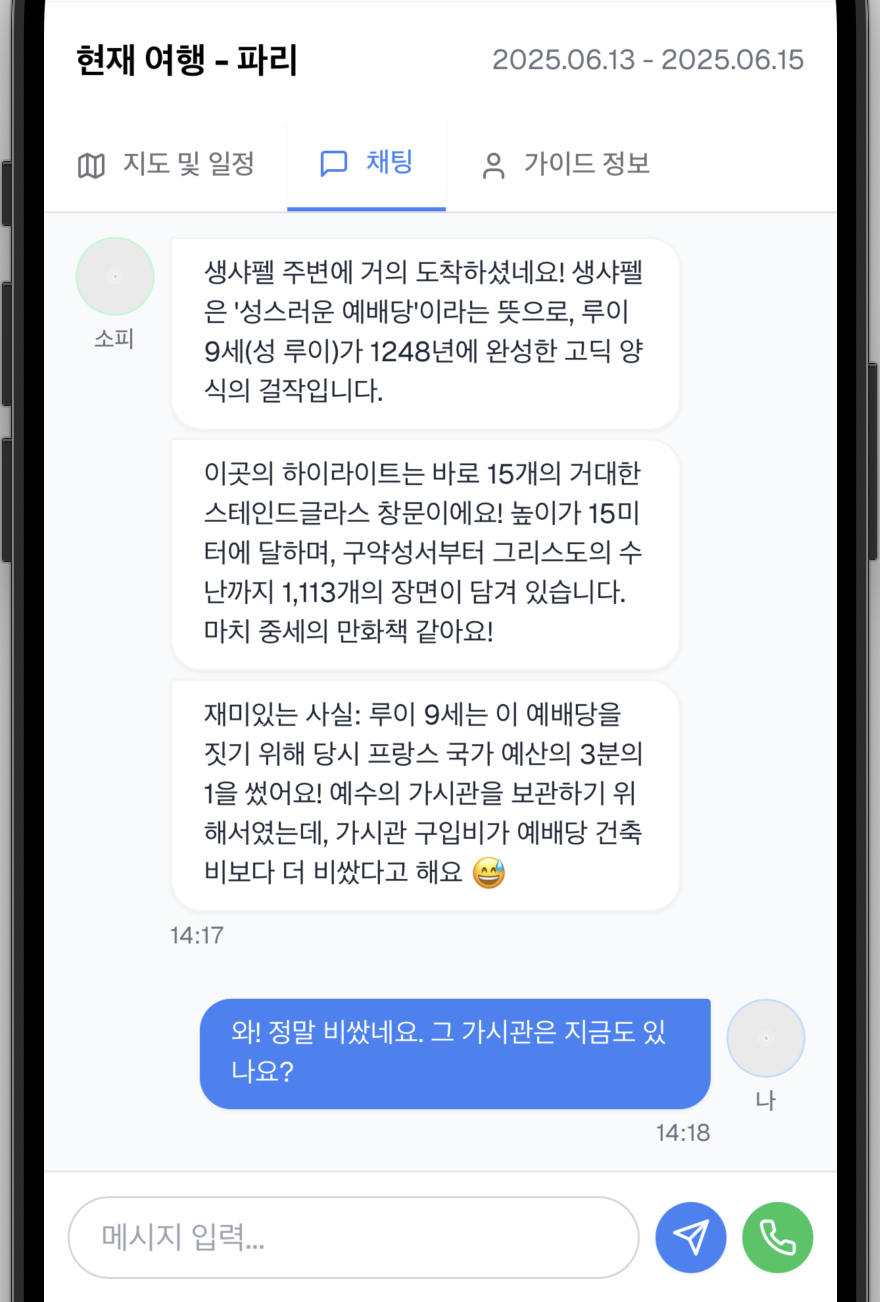 현재 여행 - 파리
2025.06.13 - 2025.06.15
지도 및 일정
채팅
가이드 정보
소피
생샤펠 주변에 거의 도착하셨네요! 생샤펠
은 '성스러운 예배당'이라는 뜻으로, 루이
9세(성 루이)가 1248년에 완성한 고딕 양
식의 걸작입니다.
이곳의 하이라이트는 바로 15개의 거대한
스테인드글라스 창문이에요! 높이가 15미
터에 달하며, 구약성서부터 그리스도의 수
난까지 1,113개의 장면이 담겨 있습니다.
마치 중세의 만화책 같아요!
재미있는 사실: 루이 9세는 이 예배당을
짓기 위해 당시 프랑스 국가 예산의 3분의
1을 썼어요! 예수의 가시관을 보관하기 위
해서였는데, 가시관 구입비가 예배당 건축
비보다 더 비쌌다고 해요 😅
14:17
와! 정말 비쌌네요. 그 가시관은 지금도 있
나요?
나
14:18
메시지 입력...